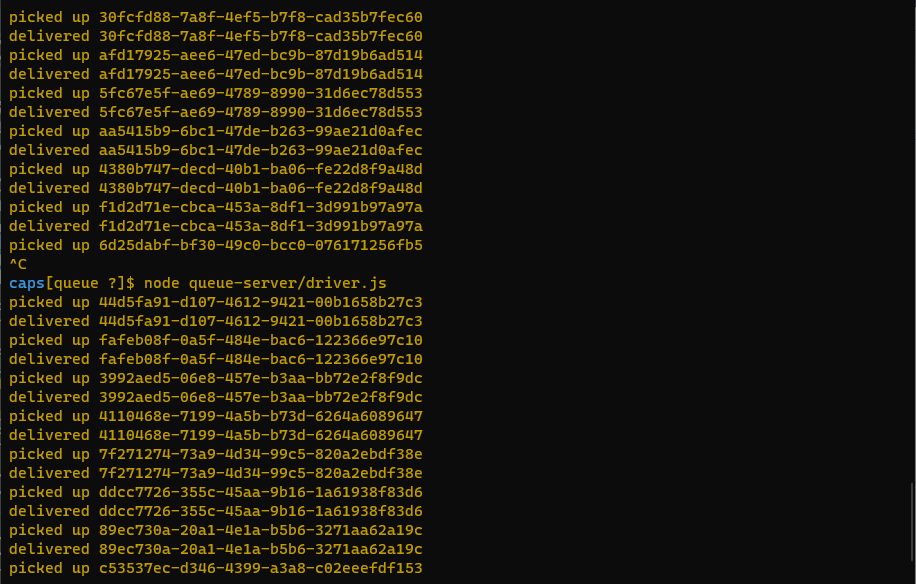 picked up 30fcfd88-7a8f-4ef5-b7f8-cad35b7fec60
delivered 30fcfd88-7a8f-4ef5-b7f8-cad35b7fec60
picked up afd17925-aee6-47ed-bc9b-87d19b6ad514
delivered afd17925-aee6-47ed-bc9b-87d19b6ad514
picked up 5fc67e5f-ae69-4789-8990-31d6ec78d553
delivered 5fc67e5f-ae69-4789-8990-31d6ec78d553
picked up aa5415b9-6bc1-47de-b263-99ae21d0afec
delivered aa5415b9-6bc1-47de-b263-99ae21d0afec
picked up 4380b747-decd-40b1-ba06-fe22d8f9a48d
delivered 4380b747-decd-40b1-ba06-fe22d8f9a48d
picked up f1d2d71e-cbca-453a-8df1-3d991b97a97a
delivered f1d2d71e-cbca-453a-8df1-3d991b97a97a
picked up 6d25dabf-bf30-49c0-bcc0-076171256fb5
^C
caps[queue ?]$ node queue-server/driver.js
picked up 44d5fa91-d107-4612-9421-00b1658b27c3
delivered 44d5fa91-d107-4612-9421-00b1658b27c3
picked up fafeb08f-0a5f-484e-bac6-122366e97c10
delivered fafeb08f-0a5f-484e-bac6-122366e97c10
picked up 3992aed5-06e8-457e-b3aa-bb72e2f8f9dc
delivered 3992aed5-06e8-457e-b3aa-bb72e2f8f9dc
picked up 4110468e-7199-4a5b-b73d-6264a6089647
delivered 4110468e-7199-4a5b-b73d-6264a6089647
picked up 7f271274-73a9-4d34-99c5-820a2ebdf38e
delivered 7f271274-73a9-4d34-99c5-820a2ebdf38e
picked up ddcc7726-355c-45aa-9b16-1a61938f83d6
delivered ddcc7726-355c-45aa-9b16-1a61938f83d6
picked up 89ec730a-20a1-4e1a-b5b6-3271aa62a19c
delivered 89ec730a-20a1-4e1a-b5b6-3271aa62a19c
picked up c53537ec-d346-4399-a3a8-c02eeefdf153